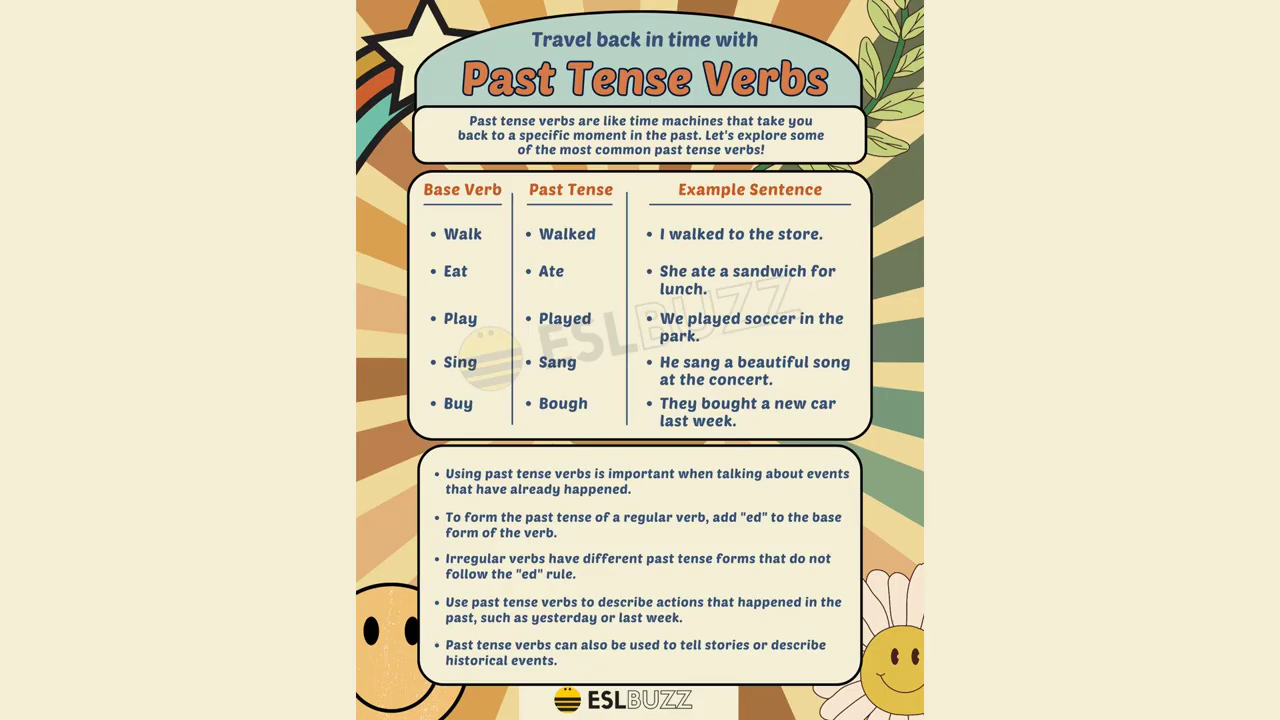 Travel back in time with
Past Tense Verbs
Past tense verbs are like time machines that take you
back to a specific moment in the past. Let's explore some
of the most common past tense verbs!
Base Verb Past Tense Example Sentence
• Walk • Walked • I walked to the store.
• Eat • Ate • She ate a sandwich for
lunch.
• Play • Played • We played soccer in the
park.
• Sing • Sang • He sang a beautiful song
at the concert.
• Buy • Bough • They bought a new car
last week.
ESLBUZZ
• Using past tense verbs is important when talking about events
that have already happened.
• To form the past tense of a regular verb, add "ed" to the base
form of the verb.
• Irregular verbs have different past tense forms that do not
follow the "ed" rule.
• Use past tense verbs to describe actions that happened in the
past, such as yesterday or last week.
• Past tense verbs can also be used to tell stories or describe
historical events.
ESLBUZZ